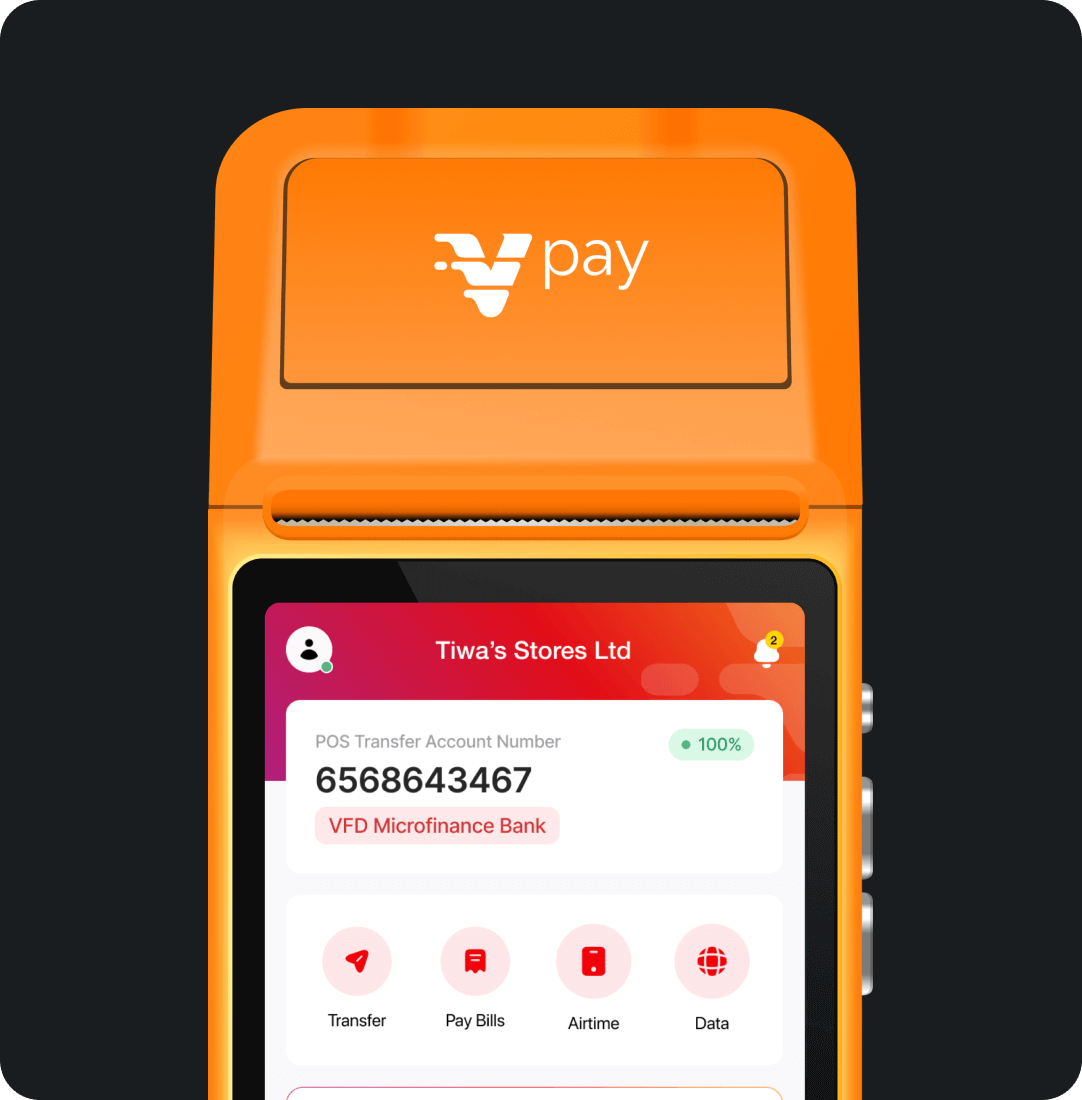 V pay
Tiwa’s Stores Ltd
2
POS Transfer Account Number
100%
6568643467
VFD Microfinance Bank
Transfer
Pay Bills
Airtime
Data